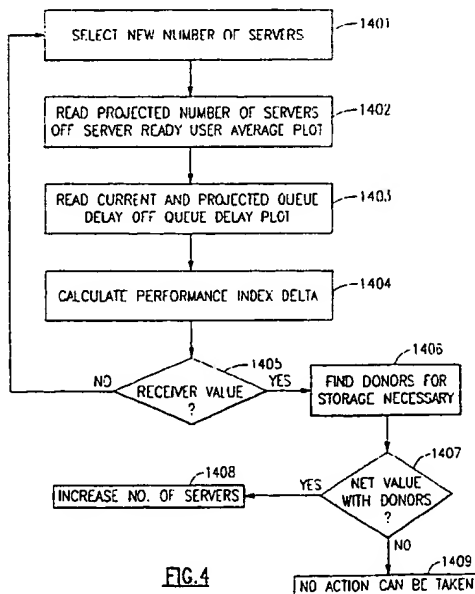 SELECT NEW NUMBER OF SERVERS
1401
READ PROJECTED NUMBER OF SERVERS
OFF SERVER READY USER AVERAGE PLOT
1402
READ CURRENT AND PROJECTED QUEUE
DELAY OFF QUEUE DELAY PLOT
1403
CALCULATE PERFORMANCE INDEX DELTA
1404
1405
NO
RECEIVER VALUE
?
YES
1406
FIND DONORS FOR
STORAGE NECESSARY
1407
1408
INCREASE NO. OF SERVERS
YES
NET VALUE
WITH DONORS
?
NO
1409
NO ACTION CAN BE TAKEN
FIG.4